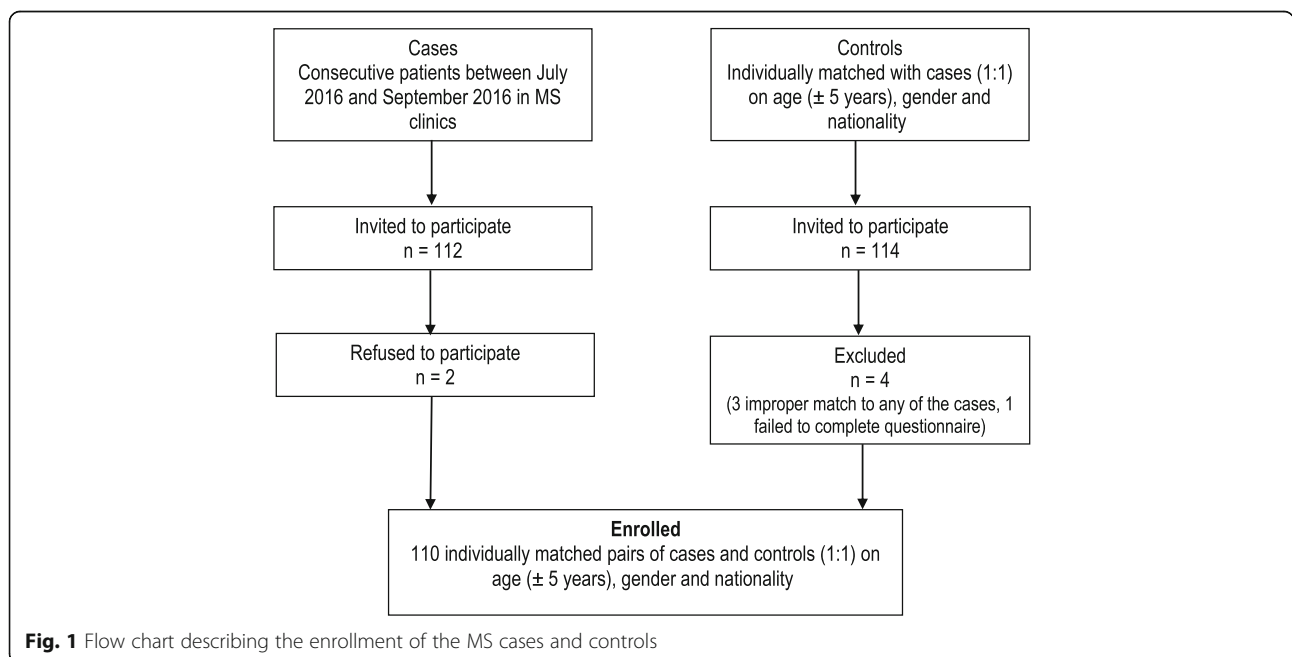 Cases
Consecutive patients between July
2016 and September 2016 in MS
clinics
Controls
Individually matched with cases (1:1)
on age (± 5 years), gender and
nationality
Invited to participate
n = 112
Invited to participate
n = 114
Refused to participate
n = 2
Excluded
n = 4
(3 improper match to any of the cases, 1
failed to complete questionnaire)
Enrolled
110 individually matched pairs of cases and controls (1:1) on
age (± 5 years), gender and nationality
Fig. 1 Flow chart describing the enrollment of the MS cases and controls